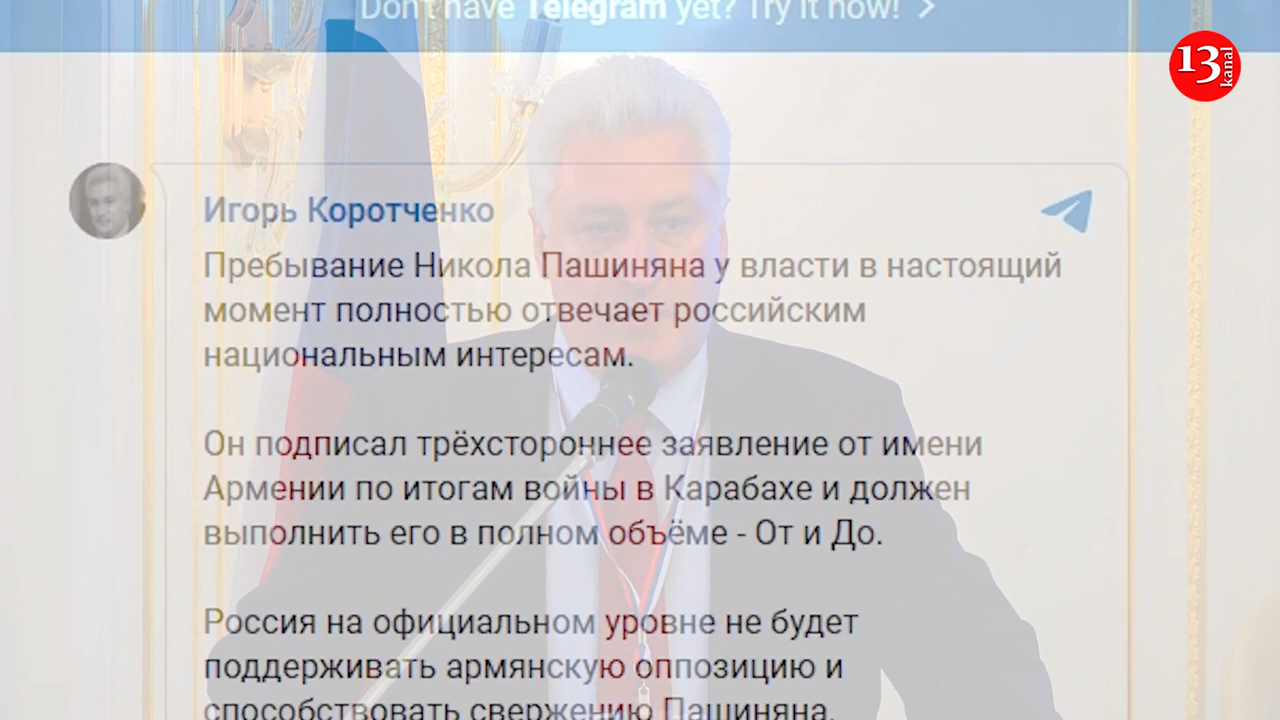 Don't have Telegram yet? Try it now! >
13 kanal
Игорь Коротченко
Пребывание Никола Пашиняна у власти в настоящий
момент полностью отвечает российским
национальным интересам.
Он подписал трёхстороннее заявление от имени
Армении по итогам войны в Карабахе и должен
выполнить его в полном объёме - От и До.
Россия на официальном уровне не будет
поддерживать армянскую оппозицию и
способствовать свержению Пашиняна.